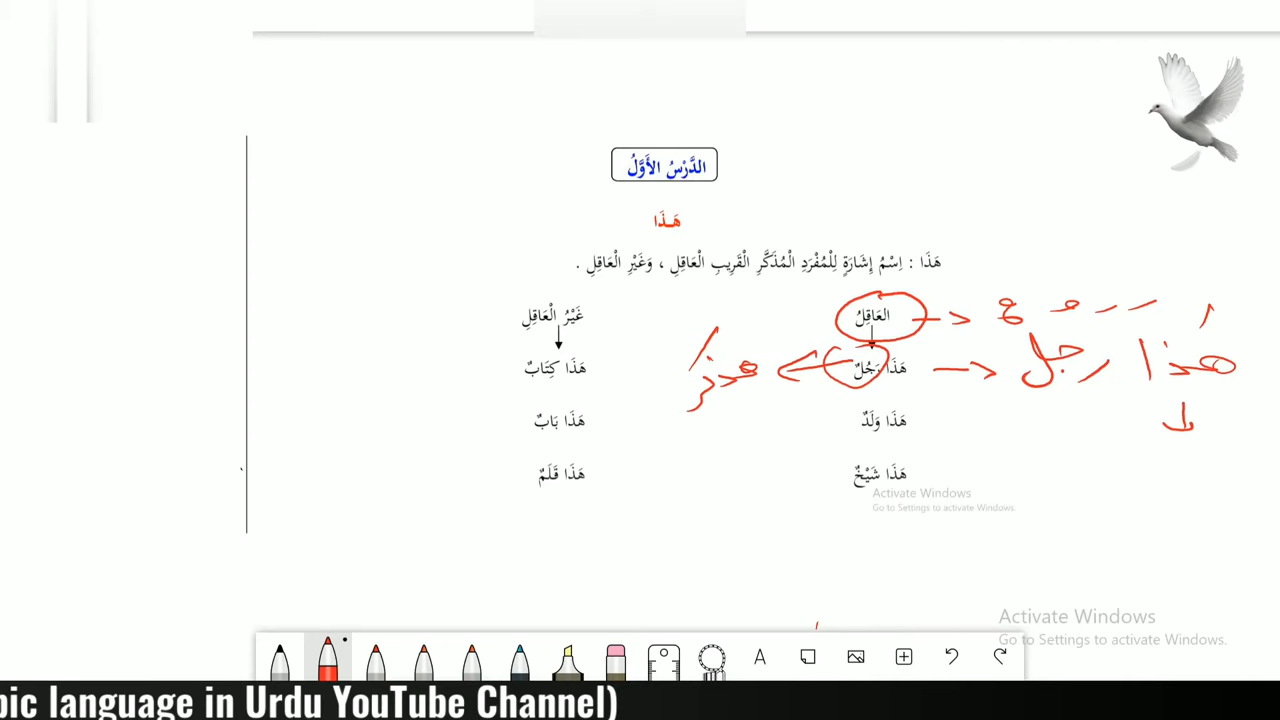 الدَّرْسُ الأَوَّلُ
هَـذَا
هَذَا : اِسْمُ إِشَارَةٍ لِلْمُفْرَدِ الْمُذَكَّرِ الْقَرِيبِ الْعَاقِلِ ، وَغَيْرِ الْعَاقِلِ .
العَاقِلُ غَيْرُ الْعَاقِلِ
هذا رجل هَذَا رَجُلٌ هَذَا كِتَابٌ
هَذَا وَلَدٌ هَذَا بَابٌ
هَذَا شَيْخٌ هَذَا قَلَمٌ
Activate Windows
Go to Settings to activate Windows.
Activate Windows
Go to Settings to activate Windows.
A
bic language in Urdu YouTube Channel)